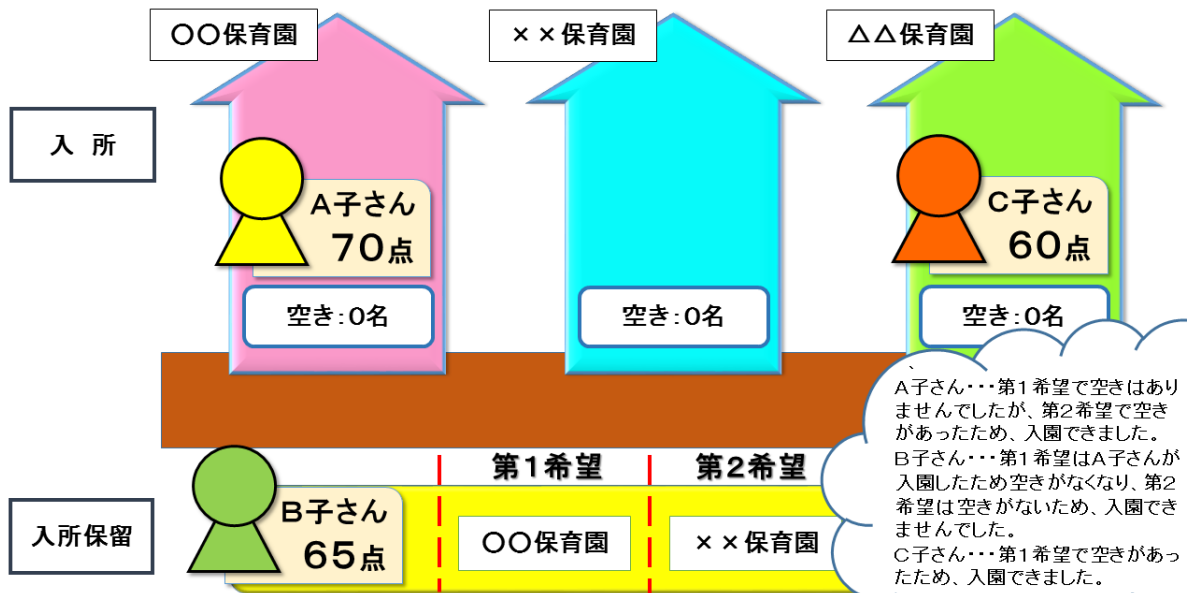 〇〇保育園
××保育園
△△保育園
入 所
A子さん
70点
C子さん
60点
空き：0名
空き：0名
空き：0名
、
A子さん・・・第1希望で空きはあり
ませんでしたが、第2希望で空き
があったため、入園できました。
B子さん・・・第1希望はA子さんが
入園したため空きがなくなり、第2
希望は空きがないため、入園でき
ませんでした。
C子さん・・・第1希望で空きがあっ
たため、入園できました。
第1希望
第2希望
入所保留
B子さん
65点
〇〇保育園
××保育園